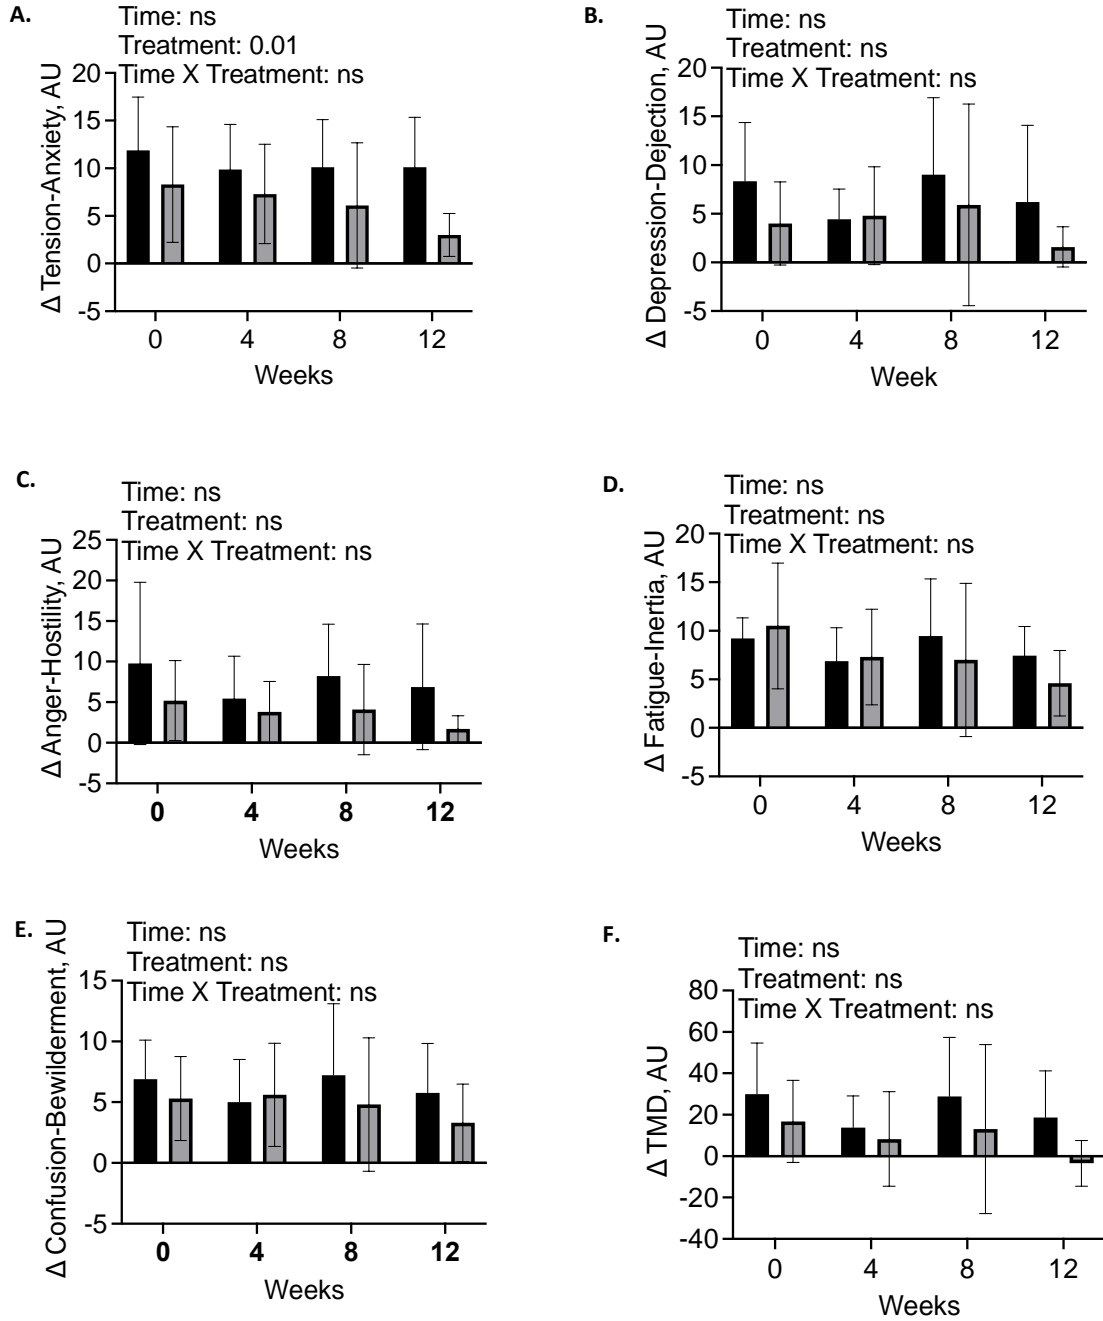 A.
Time: ns
Treatment: 0.01
Time X Treatment: ns
Δ Tension-Anxiety, AU
20
15
10
5
0
-5
0 4 8 12
Weeks
B.
Time: ns
Treatment: ns
Time X Treatment: ns
Δ Depression-Dejection, AU
20
15
10
5
0
-5
0 4 8 12
Week
C.
Time: ns
Treatment: ns
Time X Treatment: ns
Δ Anger-Hostility, AU
25
20
15
10
5
0
-5
0 4 8 12
Weeks
D.
Time: ns
Treatment: ns
Time X Treatment: ns
Δ Fatigue-Inertia, AU
20
15
10
5
0
-5
0 4 8 12
Weeks
E.
Time: ns
Treatment: ns
Time X Treatment: ns
Δ Confusion-Bewilderment, AU
15
10
5
0
-5
0 4 8 12
Weeks
F.
Time: ns
Treatment: ns
Time X Treatment: ns
Δ TMD, AU
80
60
40
20
0
-20
-40
0 4 8 12
Weeks